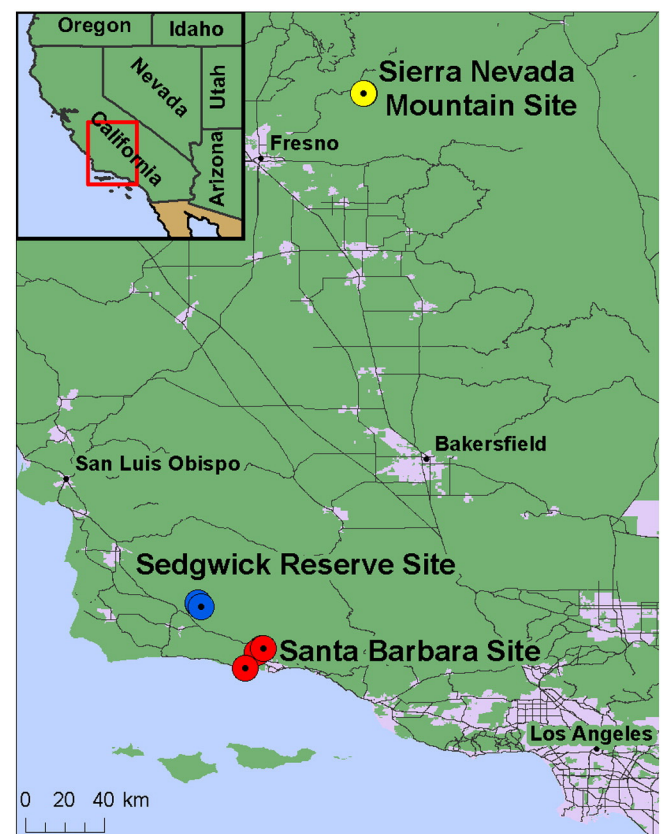 Oregon
Idaho
Nevada
Utah
California
Arizona
Sierra Nevada
Mountain Site
Fresno
Bakersfield
San Luis Obispo
Sedgwick Reserve Site
Santa Barbara Site
Los Angeles
0 20 40 km